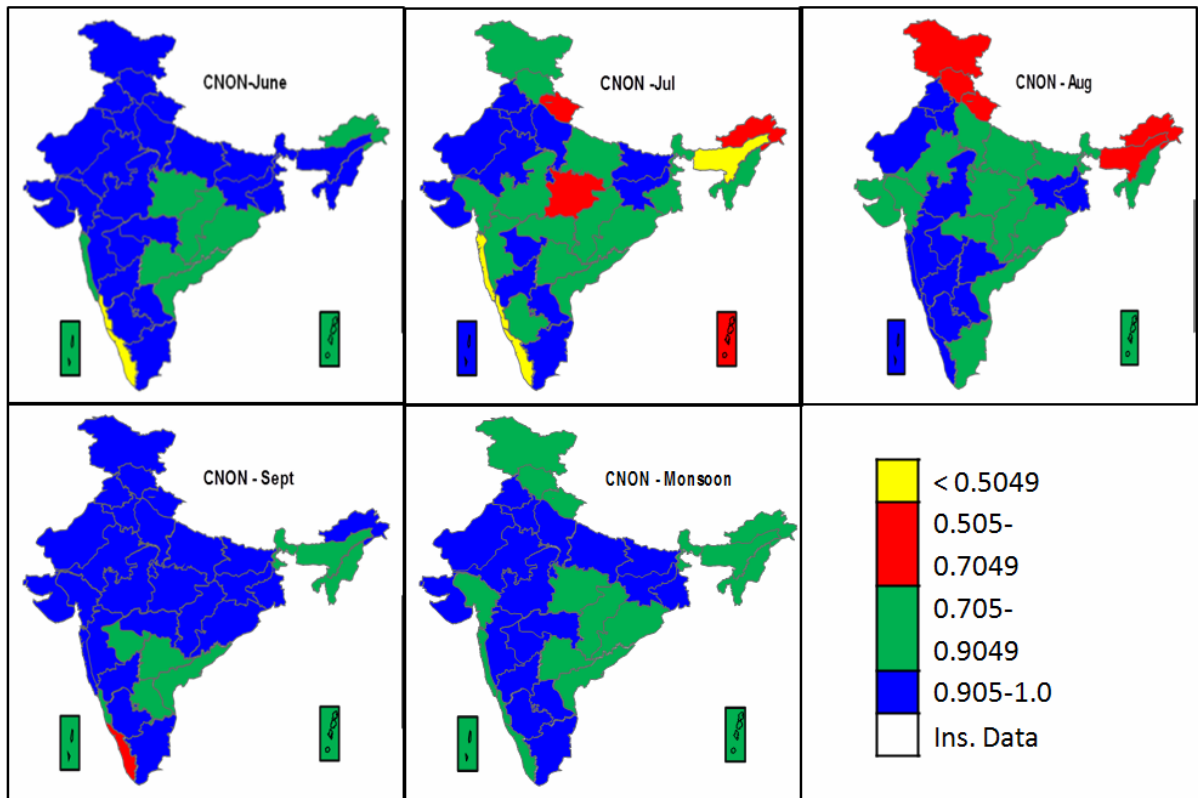 CNON-June
CNON -Jul
CNON - Aug
CNON - Sept
CNON - Monsoon
< 0.5049
0.505-
0.7049
0.705-
0.9049
0.905-1.0
Ins. Data